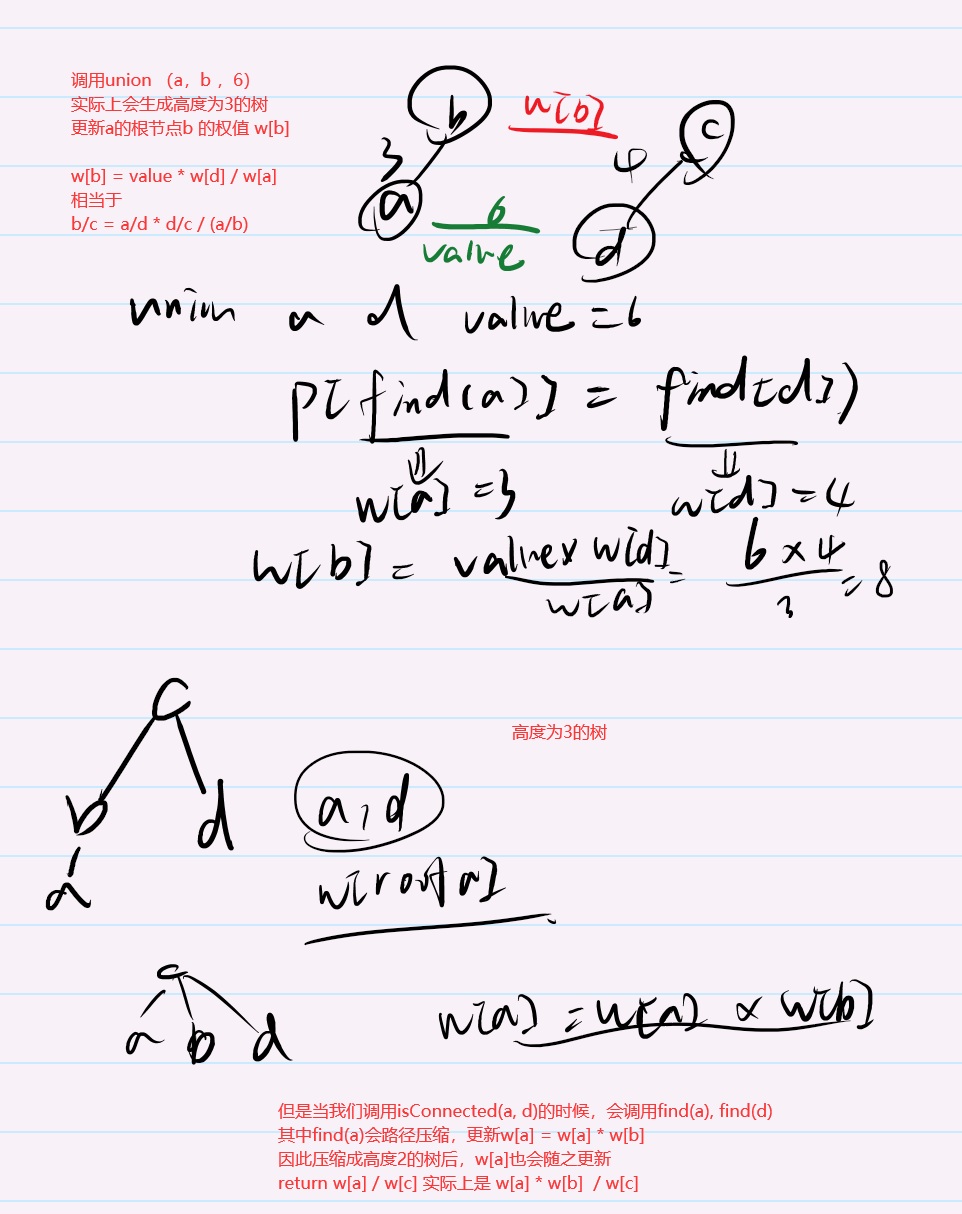 调用union （a，b ，6）
实际上会生成高度为3的树
更新a的根节点b 的权值 w[b]
w[b] = value * w[d] / w[a]
相当于
b/c = a/d * d/c / (a/b)
b
w[b]
c
3
4
a
6
d
value
union a d value = 6
p[find(a)] = find[d])
w[a] = 3
w[d] = 4
w[b] = value x w[d] / w[a] = 6 x 4 / 3 = 8
c
高度为3的树
b d
a
a, d
w[root a]
c
a b d
w[a] = w[a] x w[b]
但是当我们调用isConnected(a, d)的时候，会调用find(a), find(d)
其中find(a)会路径压缩，更新w[a] = w[a] * w[b]
因此压缩成高度2的树后，w[a]也会随之更新
return w[a] / w[c] 实际上是 w[a] * w[b] / w[c]